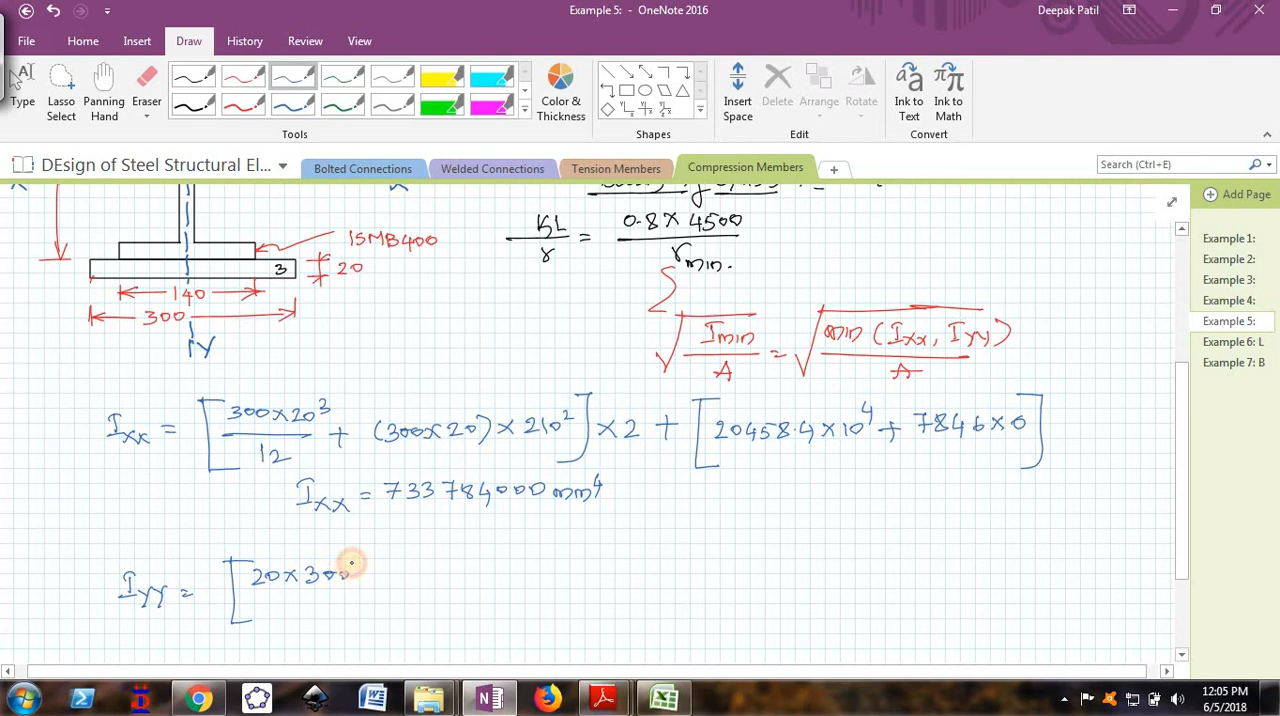 Example 5: - OneNote 2016
Deepak Patil
File Home Insert Draw History Review View
Type
Lasso Select
Panning Hand
Eraser
Color & Thickness
Insert Space
Delete
Arrange
Rotate
Ink to Text
Ink to Math
Tools
Shapes
Edit
Convert
DEsign of Steel Structural El...
Bolted Connections
Welded Connections
Tension Members
Compression Members
Search (Ctrl+E)
Add Page
Example 1:
Example 2:
Example 3:
Example 4:
Example 5:
Example 6: L
Example 7: B
ISMB400
3
20
140
300
Y
KL/r = 0.8 × 4500 / rmin.
√(Imin/A) = √(min (Ixx, Iyy)/A)
Ixx = [300×20³/12 + (300×20) × 210²] × 2 + [20458.4×10⁴ + 7846×0]
Ixx = 733784000 mm⁴
Iyy = [20×300
12:05 PM
6/5/2018